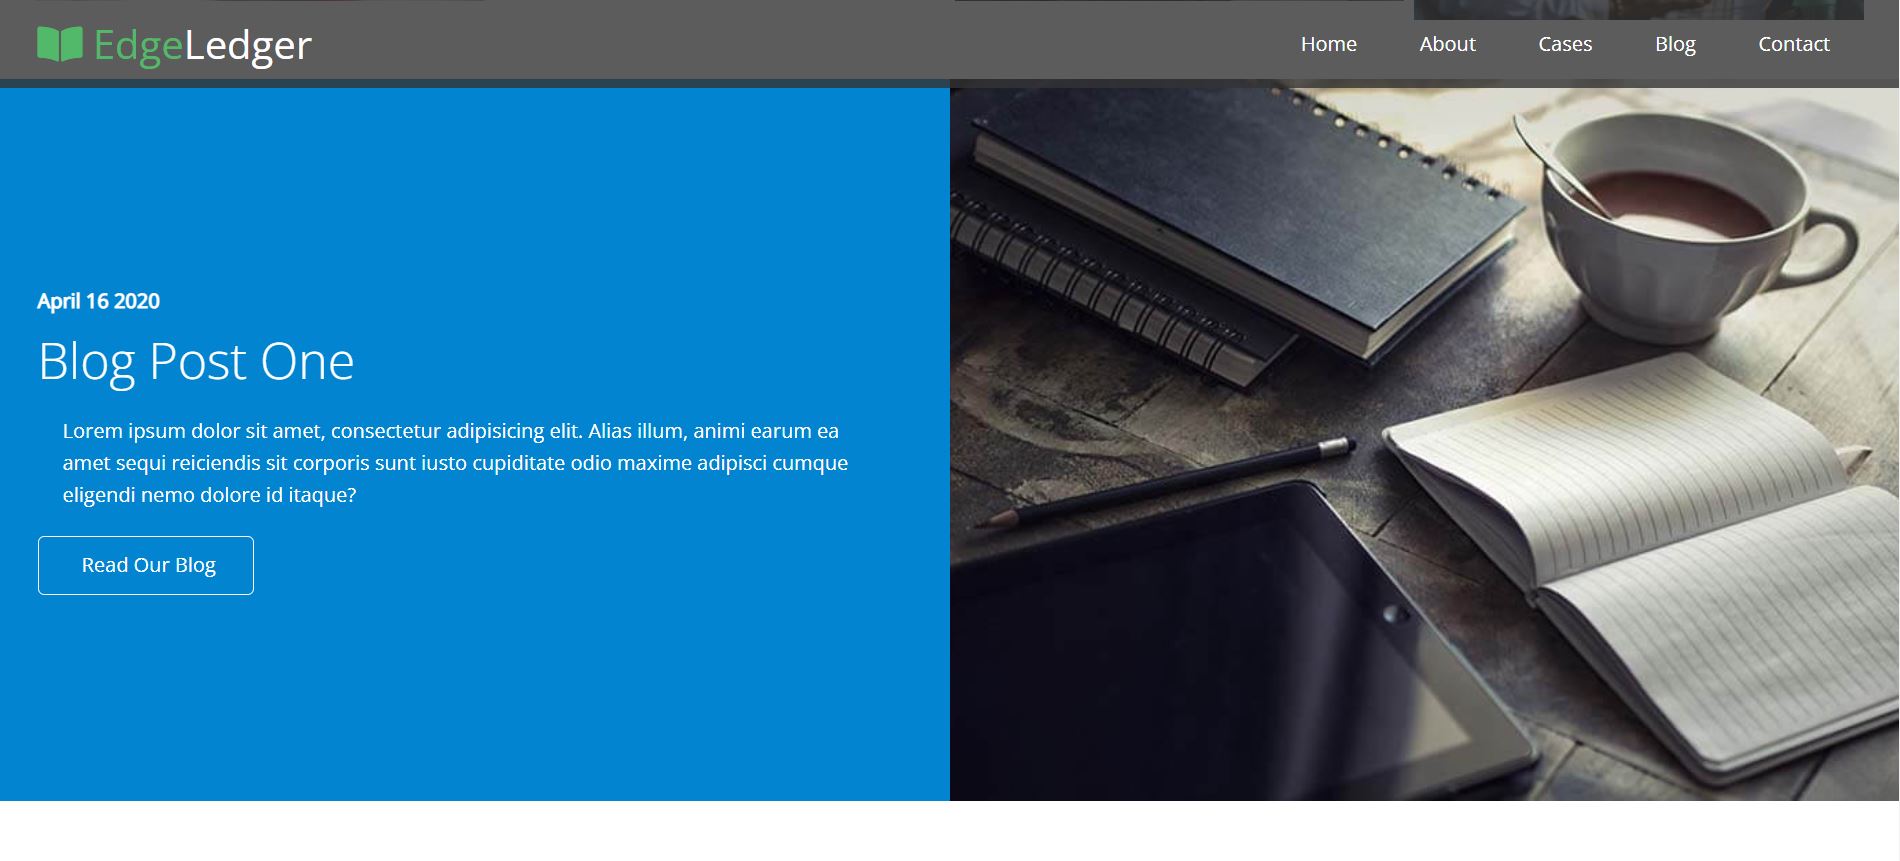 EdgeLedger
Home About Cases Blog Contact
April 16 2020
Blog Post One
Lorem ipsum dolor sit amet, consectetur adipisicing elit. Alias illum, animi earum ea
amet sequi reiciendis sit corporis sunt iusto cupiditate odio maxime adipisci cumque
eligendi nemo dolore id itaque?
Read Our Blog